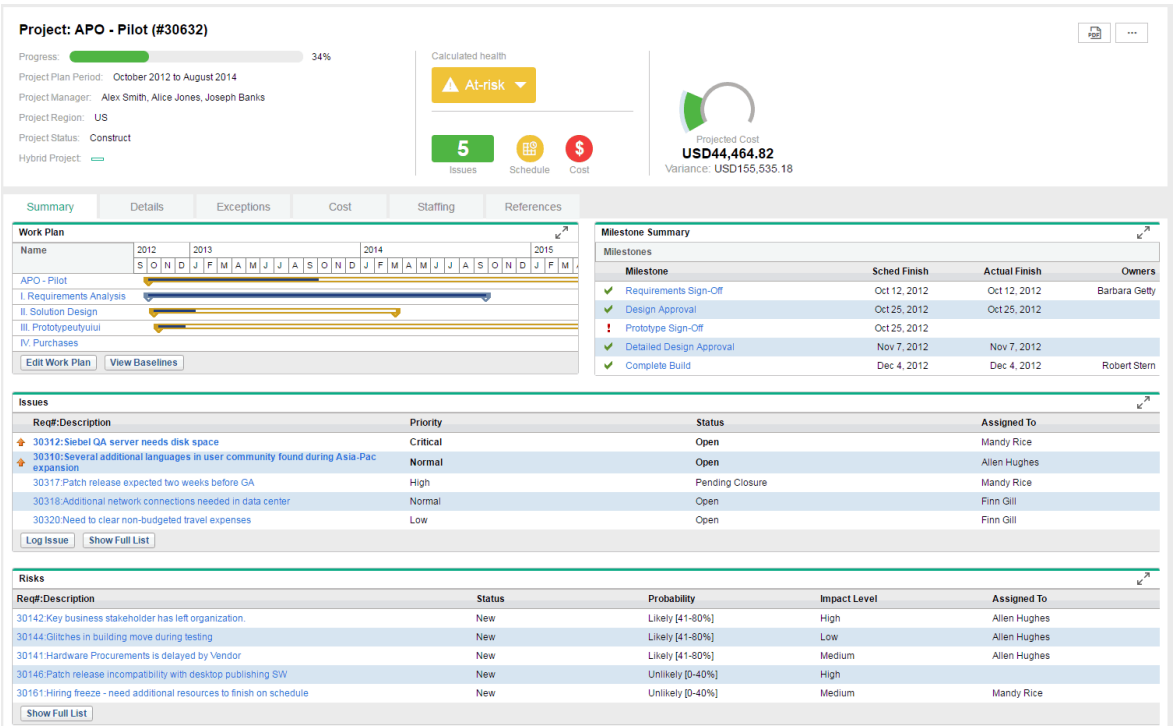 Project: APO - Pilot (#30632)
PDF
...
Progress: 34%
Project Plan Period: October 2012 to August 2014
Project Manager: Alex Smith, Alice Jones, Joseph Banks
Project Region: US
Project Status: Construct
Hybrid Project:
Calculated health
At-risk
5
$
Issues Schedule Cost
Projected Cost
USD44,464.82
Variance: USD155,535.18
Summary Details Exceptions Cost Staffing References
Work Plan
Name 2012 2013 2014 2015
S O N D J F M A M J J A S O N D J F M A M J J A S O N D J F M A
APO - Pilot
I. Requirements Analysis
II. Solution Design
III. Prototypeutyuiui
IV. Purchases
Edit Work Plan View Baselines
Milestone Summary
Milestones
Milestone Sched Finish Actual Finish Owners
Requirements Sign-Off Oct 12, 2012 Oct 12, 2012 Barbara Getty
Design Approval Oct 25, 2012 Oct 25, 2012
! Prototype Sign-Off Oct 25, 2012
Detailed Design Approval Nov 7, 2012 Nov 7, 2012
Complete Build Dec 4, 2012 Dec 4, 2012 Robert Stern
Issues
Req#:Description Priority Status Assigned To
30312:Siebel QA server needs disk space Critical Open Mandy Rice
30310:Several additional languages in user community found during Asia-Pac
expansion Normal Open Allen Hughes
30317:Patch release expected two weeks before GA High Pending Closure Mandy Rice
30318:Additional network connections needed in data center Normal Open Finn Gill
30320:Need to clear non-budgeted travel expenses Low Open Finn Gill
Log Issue Show Full List
Risks
Req#:Description Status Probability Impact Level Assigned To
30142:Key business stakeholder has left organization. New Likely [41-80%] High Allen Hughes
30144:Glitches in building move during testing New Likely [41-80%] Low Allen Hughes
30141:Hardware Procurements is delayed by Vendor New Likely [41-80%] Medium Allen Hughes
30146:Patch release incompatibility with desktop publishing SW New Unlikely [0-40%] High
30161:Hiring freeze - need additional resources to finish on schedule New Unlikely [0-40%] Medium Mandy Rice
Show Full List